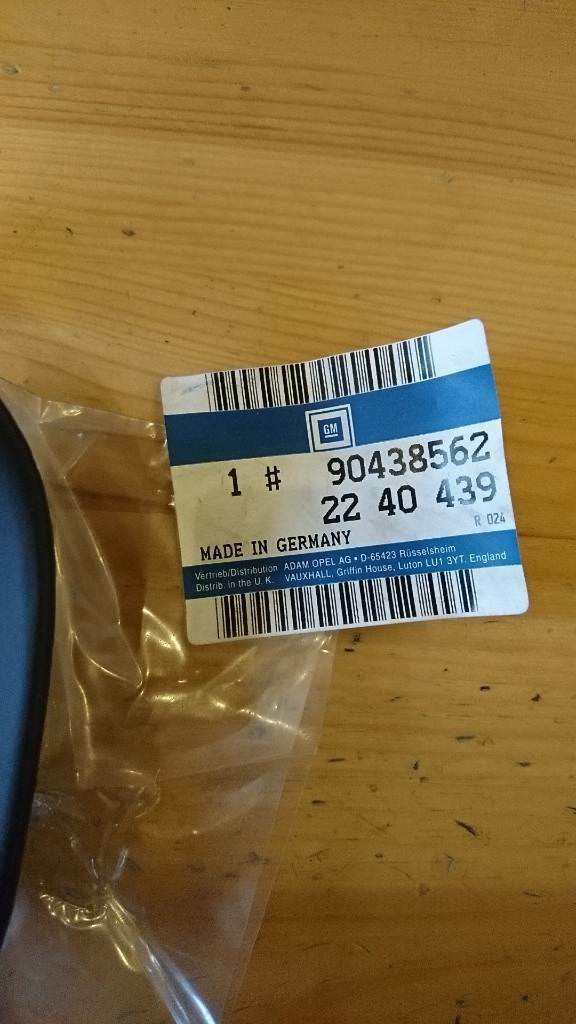 GM
1 # 90438562
22 40 439
R 024
MADE IN GERMANY
Vertrieb/Distribution ADAM OPEL AG • D-65423 Rüsselsheim
Distrib. in the U. K. VAUXHALL, Griffin House, Luton LU1 3YT. England